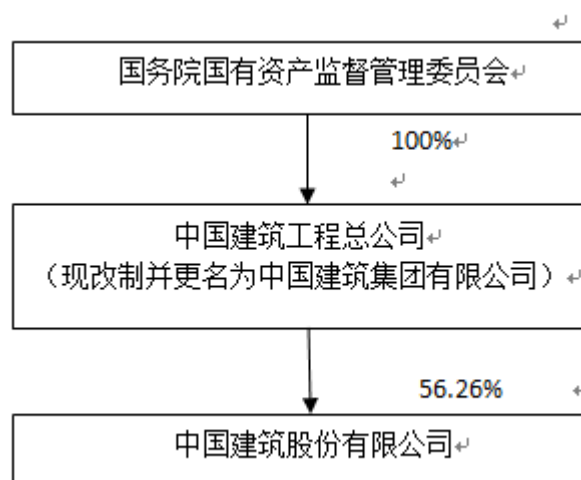 国务院国有资产监督管理委员会
100%
中国建筑工程总公司
（现改制并更名为中国建筑集团有限公司）
56.26%
中国建筑股份有限公司